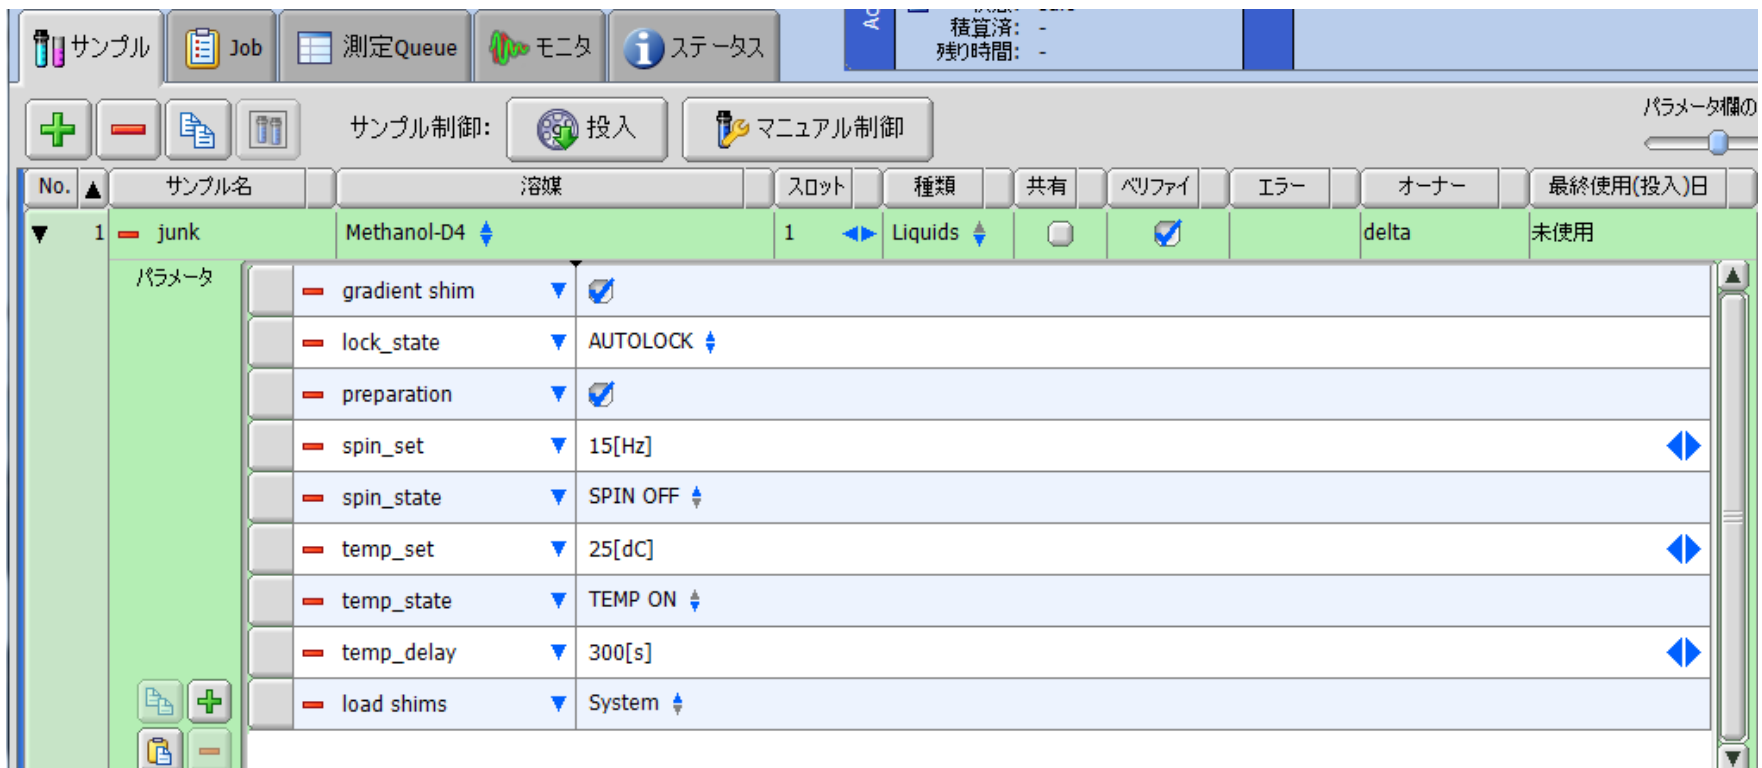 積算済: -
残り時間: -
サンプル Job 測定Queue モニタ ステータス
サンプル制御: 投入 マニュアル制御
パラメータ欄の
No. サンプル名 溶媒 スロット 種類 共有 ベリファイ エラー オーナー 最終使用(投入)日
1 junk Methanol-D4 1 Liquids delta 未使用
パラメータ
gradient shim
lock_state AUTOLOCK
preparation
spin_set 15[Hz]
spin_state SPIN OFF
temp_set 25[dC]
temp_state TEMP ON
temp_delay 300[s]
load shims System